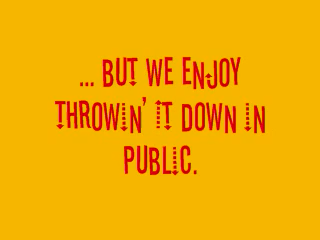 ... BUT WE ENJOY
THROWIN' IT DOWN IN
PUBLIC.